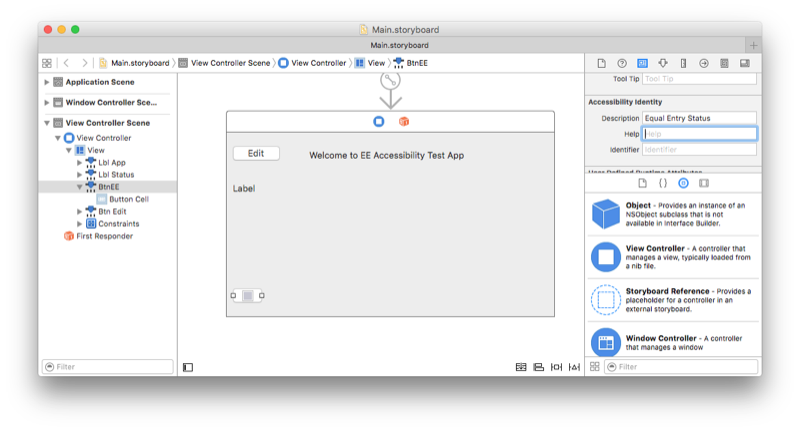 Main.storyboard
Main.storyboard
Main.storyboard
View Controller Scene
View Controller
View
BtnEE
Application Scene
Window Controller Sce...
View Controller Scene
View Controller
View
Lbl App
Lbl Status
BtnEE
Button Cell
Btn Edit
Constraints
First Responder
Filter
Edit
Welcome to EE Accessibility Test App
Label
Tool Tip
Tool Tip
Accessibility Identity
Description
Equal Entry Status
Help
Help
Identifier
Identifier
User Defined Runtime Attributes
Object - Provides an instance of an
NSObject subclass that is not
available in Interface Builder.
View Controller - A controller that
manages a view, typically loaded from
a nib file.
Storyboard Reference - Provides a
placeholder for a controller in an
external storyboard.
Window Controller - A controller
that manages a window
Filter